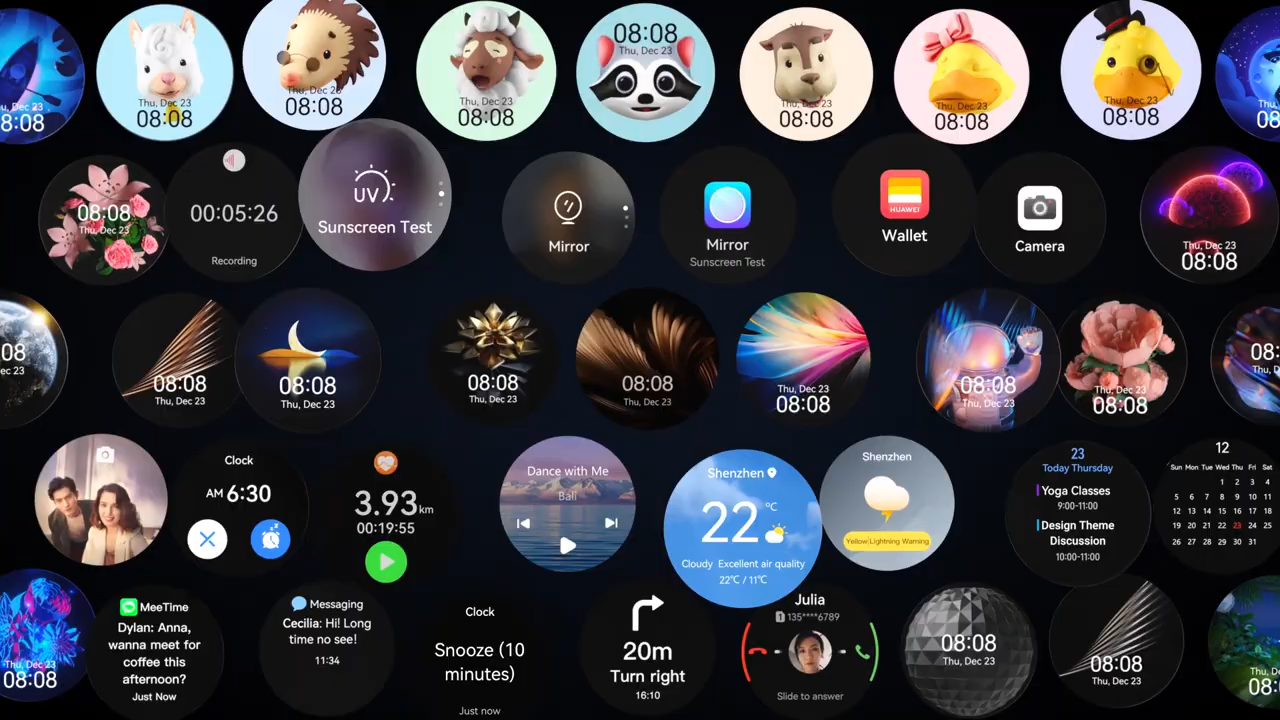 08:08
Thu, Dec 23
Thu, Dec 23
08:08
Thu, Dec 23
08:08
Thu, Dec 23
08:08
Thu, Dec 23
08:08
Thu, Dec 23
08:08
Thu, Dec 23
08:08
08:08
Thu, Dec 23
00:05:26
Recording
UV
Sunscreen Test
Mirror
Mirror
Sunscreen Test
HUAWEI
Wallet
Camera
Thu, Dec 23
08:08
08:08
Thu, Dec 23
08:08
Thu, Dec 23
08:08
Thu, Dec 23
08:08
Thu, Dec 23
Thu, Dec 23
08:08
08:08
Thu, Dec 23
Thu, Dec 23
08:08
Clock
AM 6:30
3.93km
00:19:55
Dance with Me
Bali
Shenzhen
22°C
Cloudy Excellent air quality
22℃ / 11℃
Shenzhen
Yellow Lightning Warning
23
Today Thursday
Yoga Classes
9:00-11:00
Design Theme
Discussion
10:00-11:00
12
Sun Mon Tue Wed Thu Fri Sat
1 2 3 4
5 6 7 8 9 10 11
12 13 14 15 16 17 18
19 20 21 22 23 24 25
26 27 28 29 30 31
Thu, Dec 23
08:08
MeeTime
Dylan: Anna,
wanna meet for
coffee this
afternoon?
Just Now
Messaging
Cecilia: Hi! Long
time no see!
11:34
Clock
Snooze (10
minutes)
Just now
20m
Turn right
16:10
Julia
1 135****6789
Slide to answer
08:08
Thu, Dec 23
08:08
Thu, Dec 23